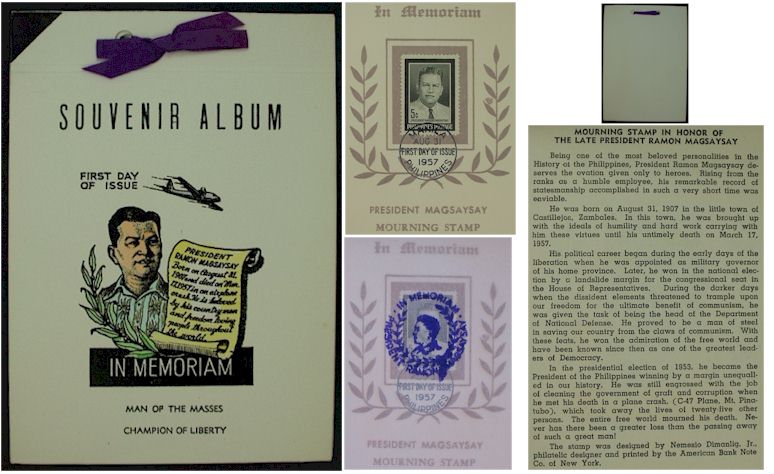 SOUVENIR ALBUM
FIRST DAY
OF ISSUE
PRESIDENT
RAMON MAGSAYSAY
Born on August 31,
1907 and died on Mar.
17, 1957 in an airplane
crash. He is beloved
by his countrymen
and freedom loving
people throughout
the world.
IN MEMORIAM
MAN OF THE MASSES
CHAMPION OF LIBERTY
In Memoriam
5c
PHILIPPINES POSTAGE
MANILA
AUG 31
FIRST DAY OF ISSUE
1957
PHILIPPINES
PRESIDENT MAGSAYSAY
MOURNING STAMP
In Memoriam
IN MEMORIAM
FIRST DAY OF ISSUE
1957
PHILIPPINES
PRESIDENT MAGSAYSAY
MOURNING STAMP
MOURNING STAMP IN HONOR OF
THE LATE PRESIDENT RAMON MAGSAYSAY
Being one of the most beloved personalities in the
History of the Philippines, President Ramon Magsaysay de-
serves the ovation given only to heroes. Rising from the
ranks as a humble employee, his remarkable record of
statesmanship accomplished in such a very short time was
enviable.
He was born on August 31, 1907 in the little town of
Castillejos, Zambales. In this town, he was brought up
with the ideals of humility and hard work carrying with
him these virtues until his untimely death on March 17,
1957.
His political career began during the early days of the
liberation when he was appointed as military governor
of his home province. Later, he won in the national elec-
tion by a landslide margin for the congressional seat in
the House of Representatives. During the darker days
when the dissident elements threatened to trample upon
our freedom for the ultimate benefit of communism, he
was given the task of being the head of the Department
of National Defense. He proved to be a man of steel
in saving our country from the claws of communism. With
these feats, he won the admiration of the free world and
have been known since then as one of the greatest lead-
ers of Democracy.
In the presidential election of 1953, he became the
President of the Philippines winning by a margin unequall-
ed in our history. He was still engrossed with the job
of cleaning the government of graft and corruption when
he met his death in a plane crash. (C-47 Plane, Mt. Pina-
tubo), which took away the lives of twenty-five other
persons. The entire free world mourned his death. Ne-
ver has there been a greater loss than the passing away
of such a great man!
The stamp was designed by Nemesio Dimanlig, Jr.,
philatelic designer and printed by the American Bank Note
Co. of New York.